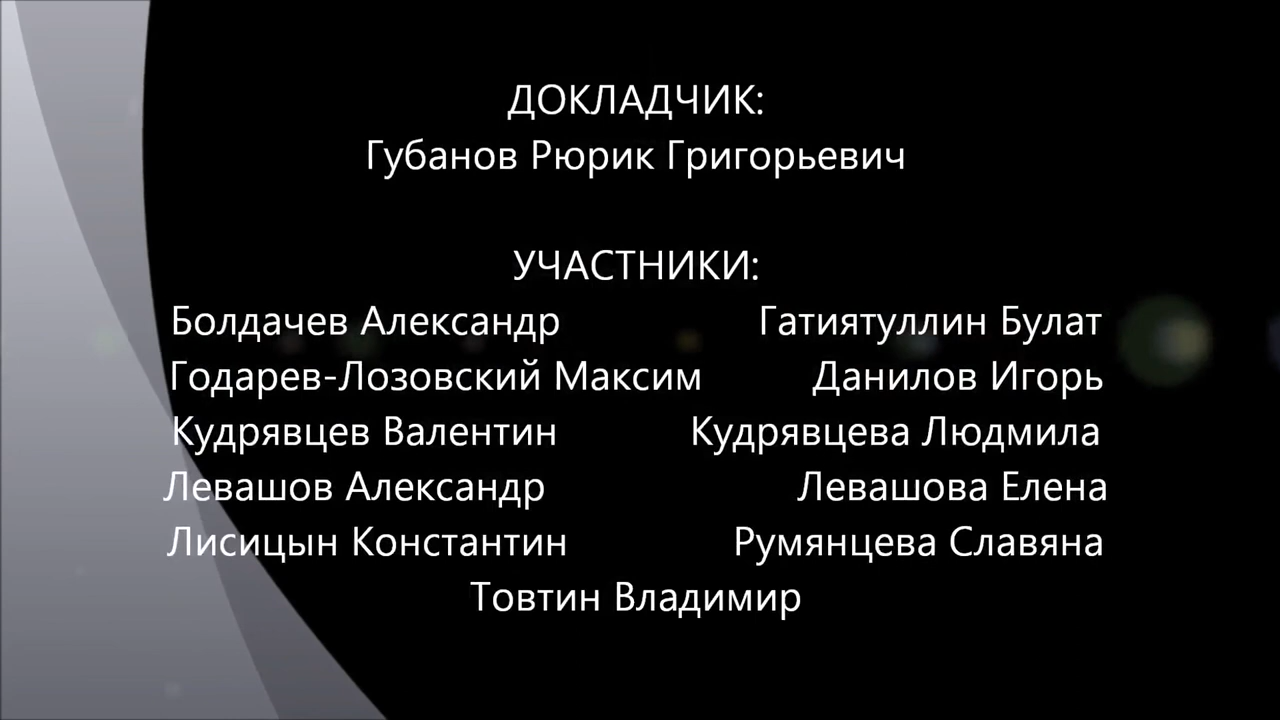 ДОКЛАДЧИК:
Губанов Рюрик Григорьевич
УЧАСТНИКИ:
Болдачев Александр Гатиятуллин Булат
Годарев-Лозовский Максим Данилов Игорь
Кудрявцев Валентин Кудрявцева Людмила
Левашов Александр Левашова Елена
Лисицын Константин Румянцева Славяна
Товтин Владимир